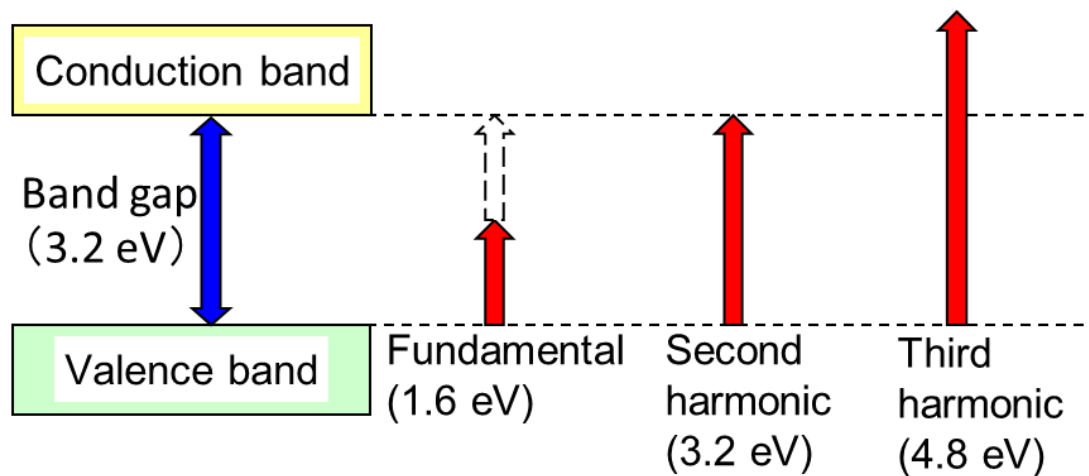 Conduction band
Band gap
（3.2 eV）
Valence band
Fundamental
(1.6 eV)
Second
harmonic
(3.2 eV)
Third
harmonic
(4.8 eV)